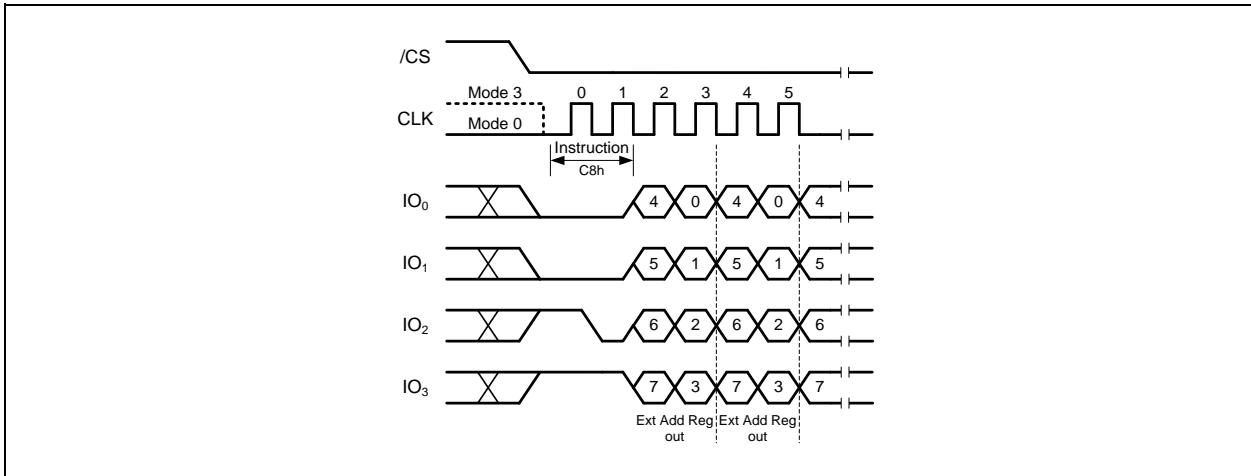 /CS
Mode 3 0 1 2 3 4 5
CLK
Mode 0
Instruction
C8h
IO₀ 4 0 4 0 4
IO₁ 5 1 5 1 5
IO₂ 6 2 6 2 6
IO₃ 7 3 7 3 7
Ext Add Reg Ext Add Reg
out out